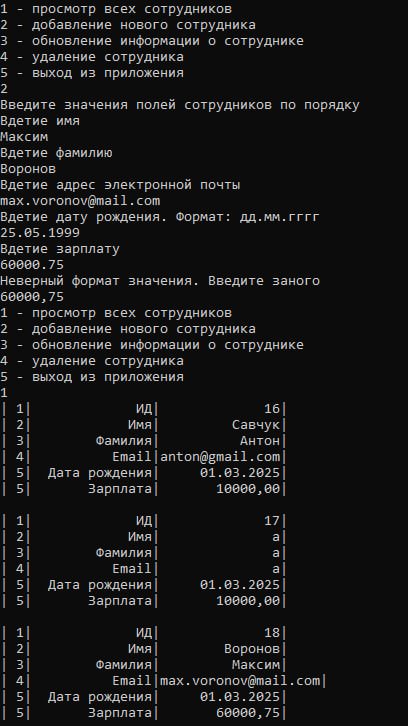 1 - просмотр всех сотрудников
2 - добавление нового сотрудника
3 - обновление информации о сотруднике
4 - удаление сотрудника
5 - выход из приложения
2
Введите значения полей сотрудников по порядку
Вдетие имя
Максим
Вдетие фамилию
Воронов
Вдетие адрес электронной почты
max.voronov@mail.com
Вдетие дату рождения. Формат: дд.мм.гггг
25.05.1999
Вдетие зарплату
60000.75
Неверный формат значения. Введите заного
60000,75
1 - просмотр всех сотрудников
2 - добавление нового сотрудника
3 - обновление информации о сотруднике
4 - удаление сотрудника
5 - выход из приложения
1
| 1| ИД| 16|
| 2| Имя| Савчук|
| 3| Фамилия| Антон|
| 4| Email|anton@gmail.com|
| 5| Дата рождения| 01.03.2025|
| 5| Зарплата| 10000,00|
| 1| ИД| 17|
| 2| Имя| а|
| 3| Фамилия| а|
| 4| Email| а|
| 5| Дата рождения| 01.03.2025|
| 5| Зарплата| 10000,00|
| 1| ИД| 18|
| 2| Имя| Воронов|
| 3| Фамилия| Максим|
| 4| Email|max.voronov@mail.com|
| 5| Дата рождения| 01.03.2025|
| 5| Зарплата| 60000,75|